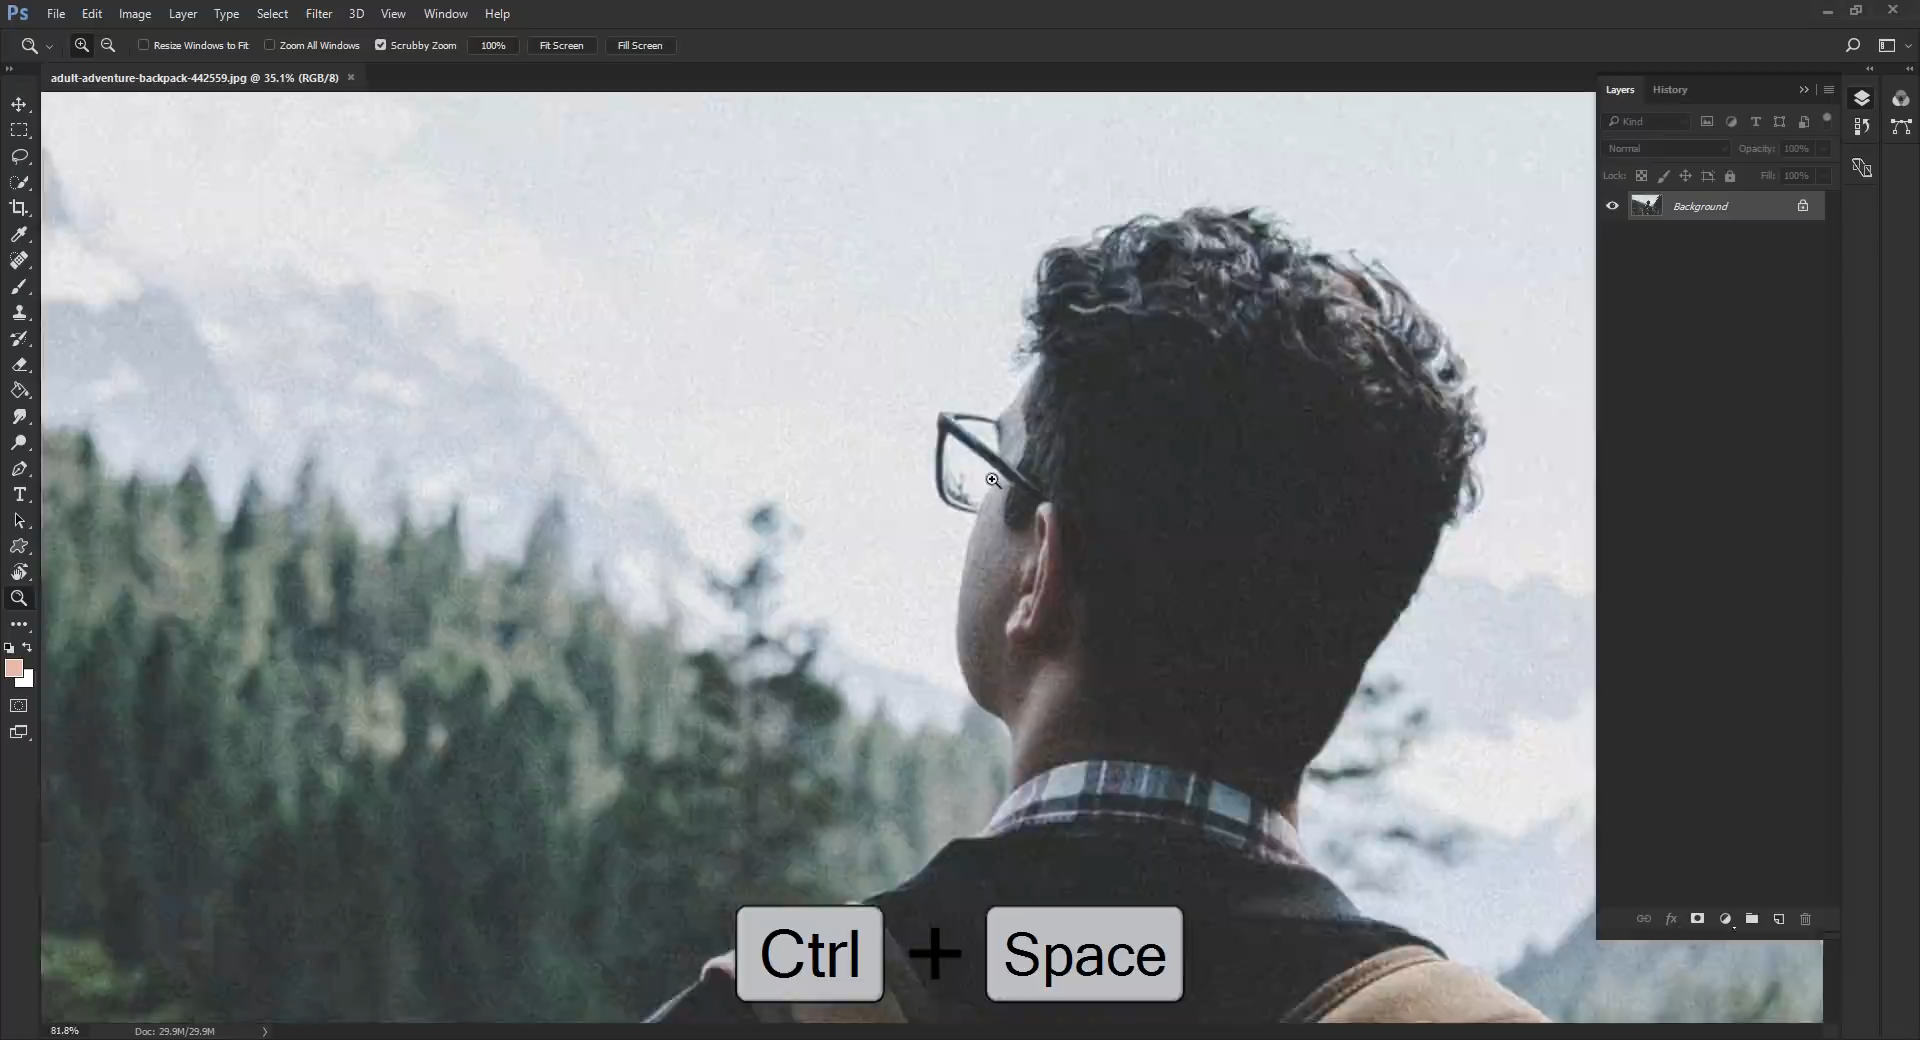 Ps File Edit Image Layer Type Select Filter 3D View Window Help
Resize Windows to Fit Zoom All Windows Scrubby Zoom 100% Fit Screen Fill Screen
adult-adventure-backpack-442559.jpg @ 35.1% (RGB/8)
Layers History
Kind
Normal Opacity: 100%
Lock: Fill: 100%
Background
fx
Ctrl + Space
81.8% Doc: 29.9M/29.9M